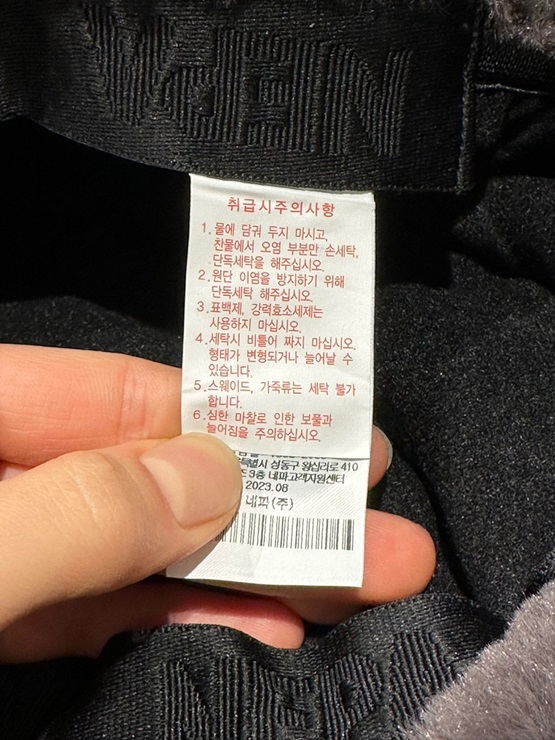 취급시주의사항
1. 물에 담궈 두지 마시고,
찬물에서 오염 부분만 손세탁,
단독세탁을 해주십시오.
2. 원단 이염을 방지하기 위해
단독세탁 해주십시오.
3. 표백제, 강력효소세제는
사용하지 마십시오.
4. 세탁시 비틀어 짜지 마십시오.
형태가 변형되거나 늘어날 수
있습니다.
5. 스웨이드, 가죽류는 세탁 불가
합니다.
6. 심한 마찰로 인한 보풀과
늘어짐을 주의하십시오.
성동구 왕십리로 410
3층 네파고객지원센터
2023.08
네파(주)